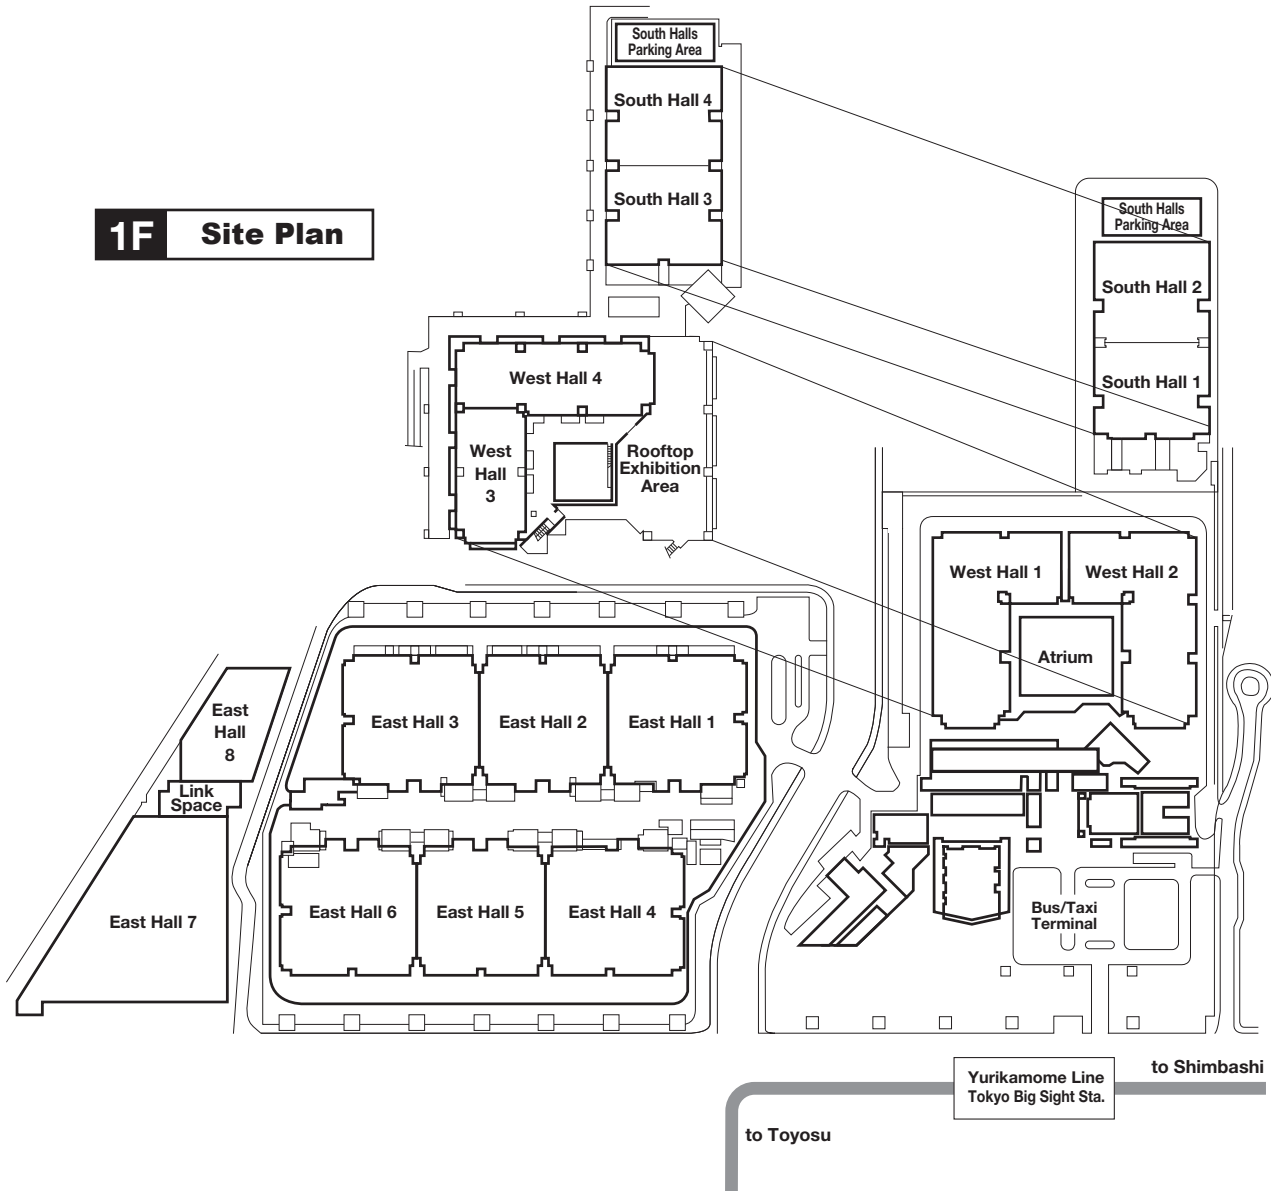 South Halls
Parking Area
South Hall 4
South Hall 3
1F Site Plan
South Halls
Parking Area
South Hall 2
South Hall 1
West Hall 4
West
Hall
3
Rooftop
Exhibition
Area
West Hall 1
West Hall 2
Atrium
East
Hall
8
Link
Space
East Hall 3
East Hall 2
East Hall 1
East Hall 7
East Hall 6
East Hall 5
East Hall 4
Bus/Taxi
Terminal
Yurikamome Line
Tokyo Big Sight Sta.
to Shimbashi
to Toyosu